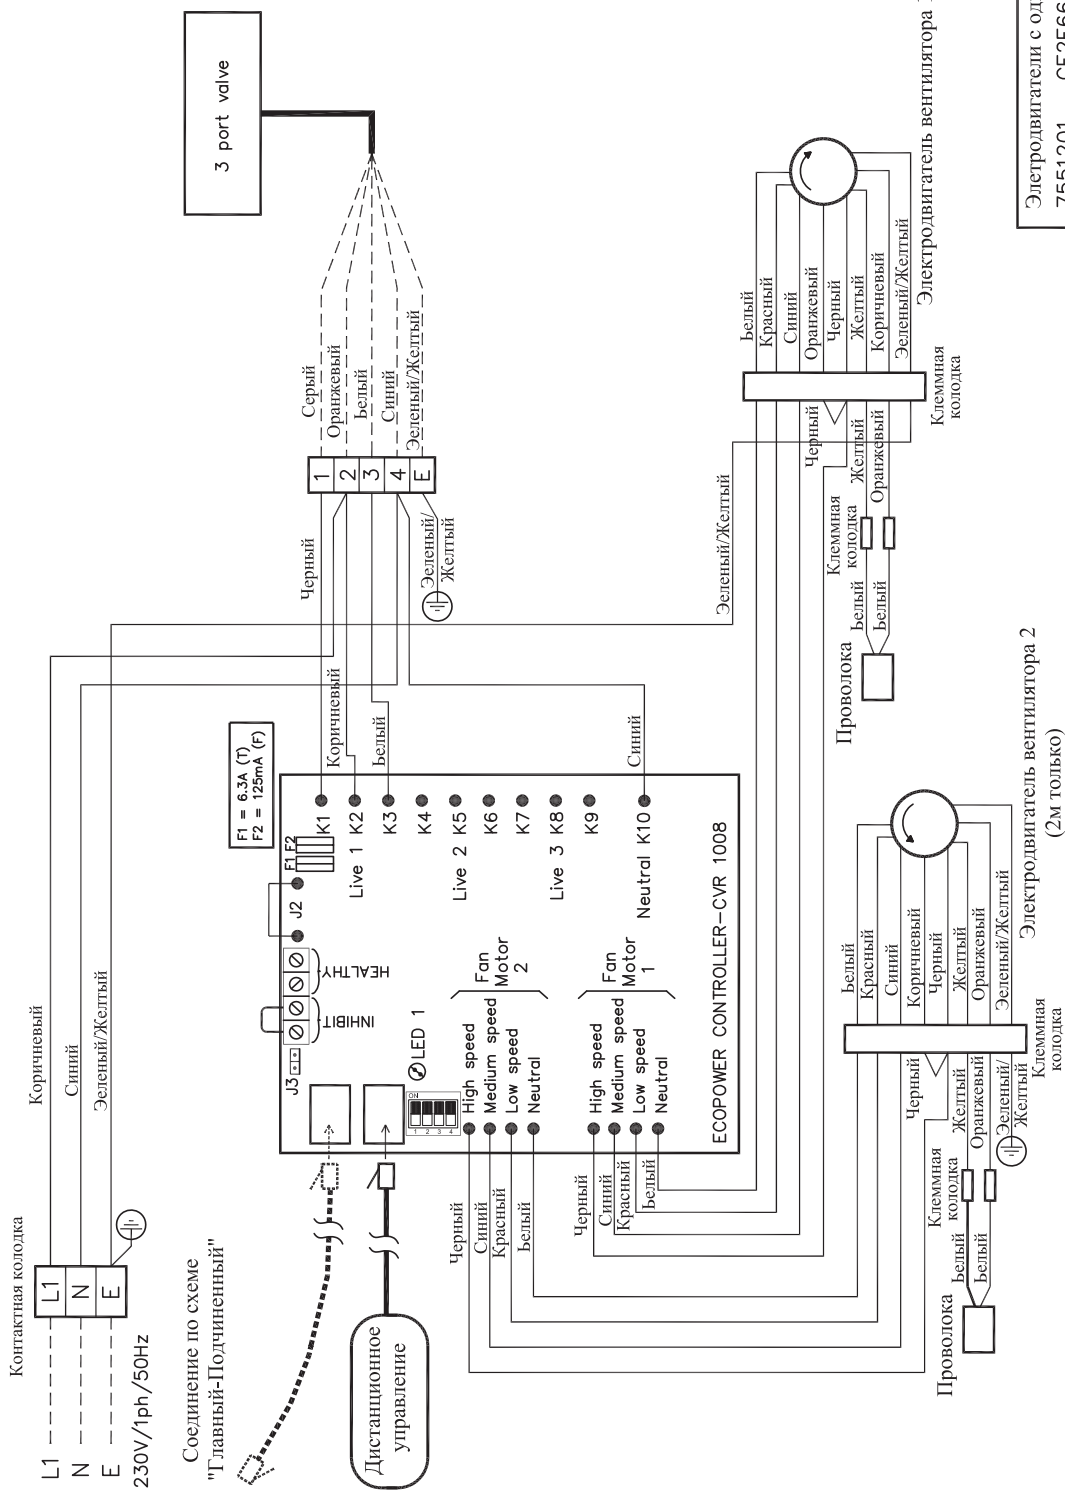 3 port valve
Серый
Оранжевый
Белый
Синий
Зеленый/Желтый
1
2
3
4
E
Черный
Зеленый/
Желтый
Коричневый
Белый
Синий
Коричневый
Синий
Зеленый/Желтый
Контактная колодка
L1
N
E
L1
N
E
230V/1ph/50Hz
Соединение по схеме
"Главный-Подчиненный"
Дистанционное
управление
F1 = 6.3A (T)
F2 = 125mA (F)
F1
F2
J2
HEALTHY
INHIBIT
J3
LED 1
ON
1 2 3 4
K1
Live 1 K2
K3
K4
Live 2 K5
K6
K7
Live 3 K8
K9
Neutral K10
High speed
Medium speed
Low speed
Neutral
Fan
Motor
2
High speed
Medium speed
Low speed
Neutral
Fan
Motor
1
ECOPOWER CONTROLLER-CVR 1008
Черный
Синий
Красный
Белый
Черный
Синий
Красный
Белый
Зеленый/Желтый
Белый
Красный
Синий
Оранжевый
Черный
Желтый
Коричневый
Зеленый/Желтый
Электродвигатель вентилятора
Клеммная
колодка
Черный
Желтый
Оранжевый
Клеммная
колодка
Белый
Белый
Проволока
Белый
Красный
Синий
Коричневый
Черный
Желтый
Оранжевый
Зеленый/Желтый
Электродвигатель вентилятора 2
(2м только)
Клеммная
колодка
Черный
Желтый
Оранжевый
Зеленый/
Желтый
Клеммная
колодка
Белый
Белый
Проволока
Элетродвигатели с од
7551201